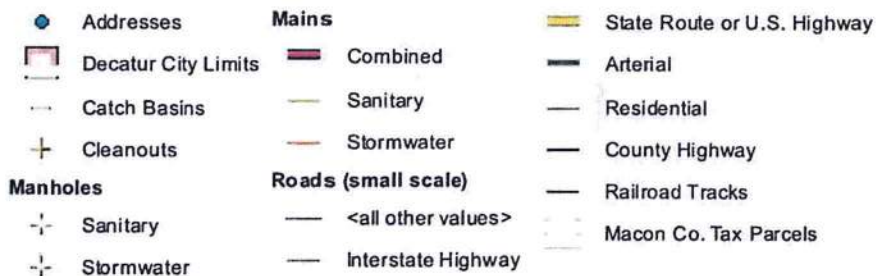 Addresses
Decatur City Limits
Catch Basins
Cleanouts
Manholes
Sanitary
Stormwater
Mains
Combined
Sanitary
Stormwater
Roads (small scale)
<all other values>
Interstate Highway
State Route or U.S. Highway
Arterial
Residential
County Highway
Railroad Tracks
Macon Co. Tax Parcels